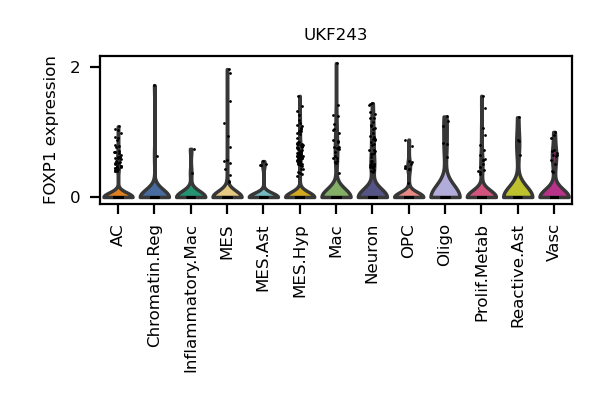 UKF243
FOXP1 expression
2
0
AC
Chromatin.Reg
Inflammatory.Mac
MES
MES.Ast
MES.Hyp
Mac
Neuron
OPC
Oligo
Prolif.Metab
Reactive.Ast
Vasc